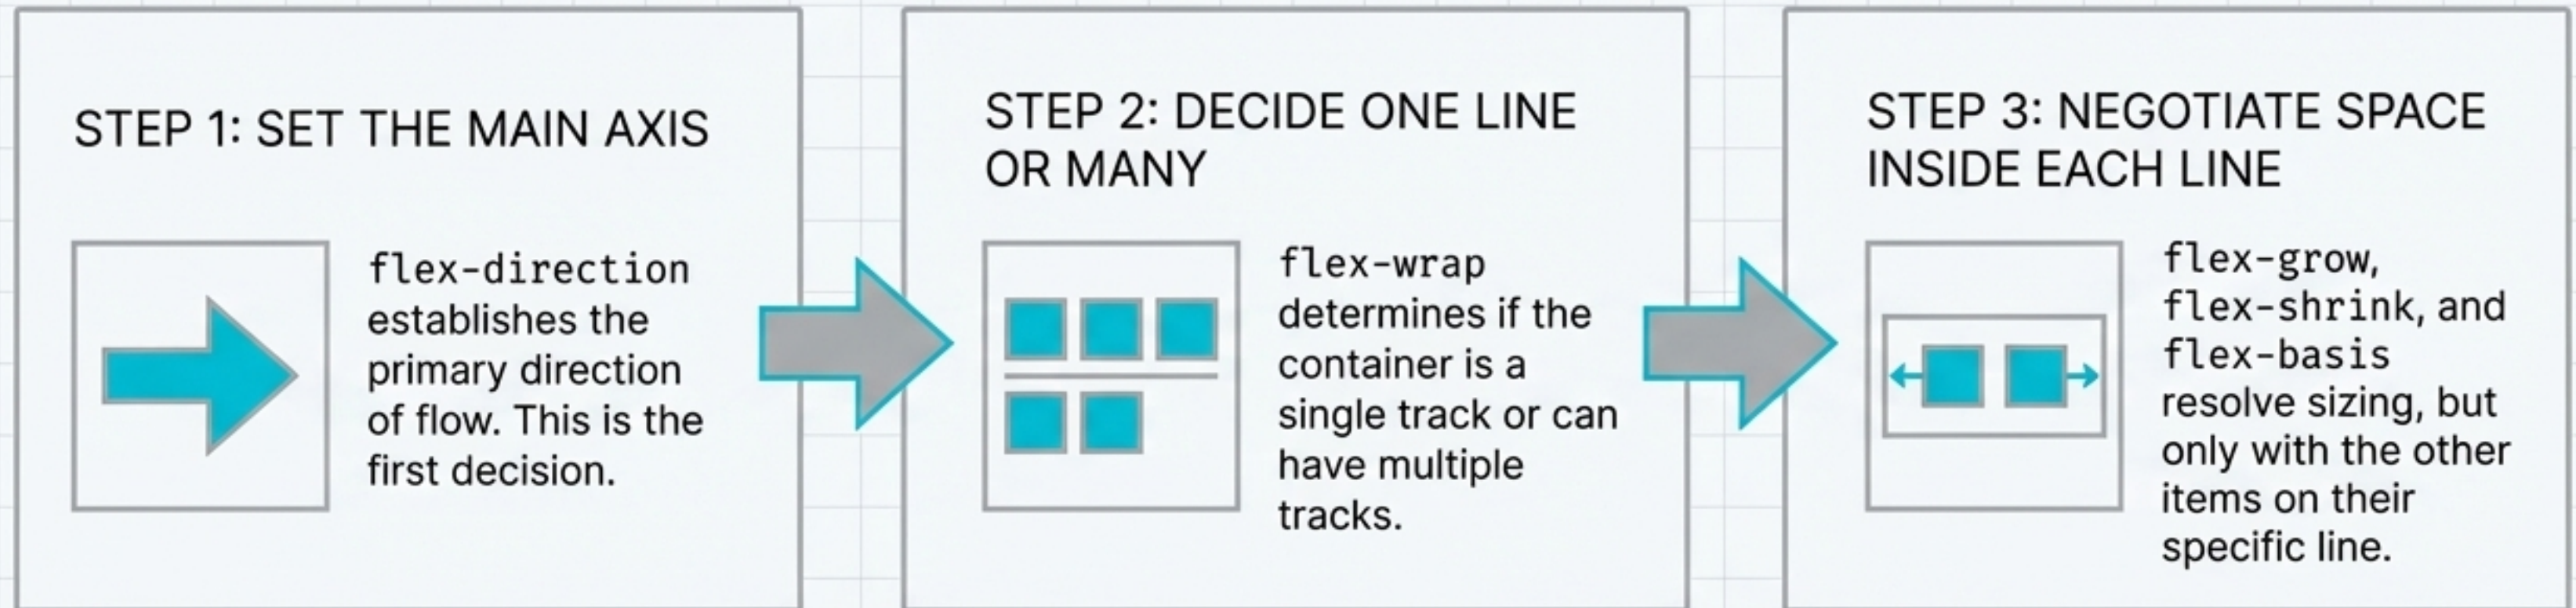 STEP 1: SET THE MAIN AXIS
flex-direction
establishes the
primary direction
of flow. This is the
first decision.
STEP 2: DECIDE ONE LINE
OR MANY
flex-wrap
determines if the
container is a
single track or can
have multiple
tracks.
STEP 3: NEGOTIATE SPACE
INSIDE EACH LINE
flex-grow,
flex-shrink, and
flex-basis
resolve sizing, but
only with the other
items on their
specific line.